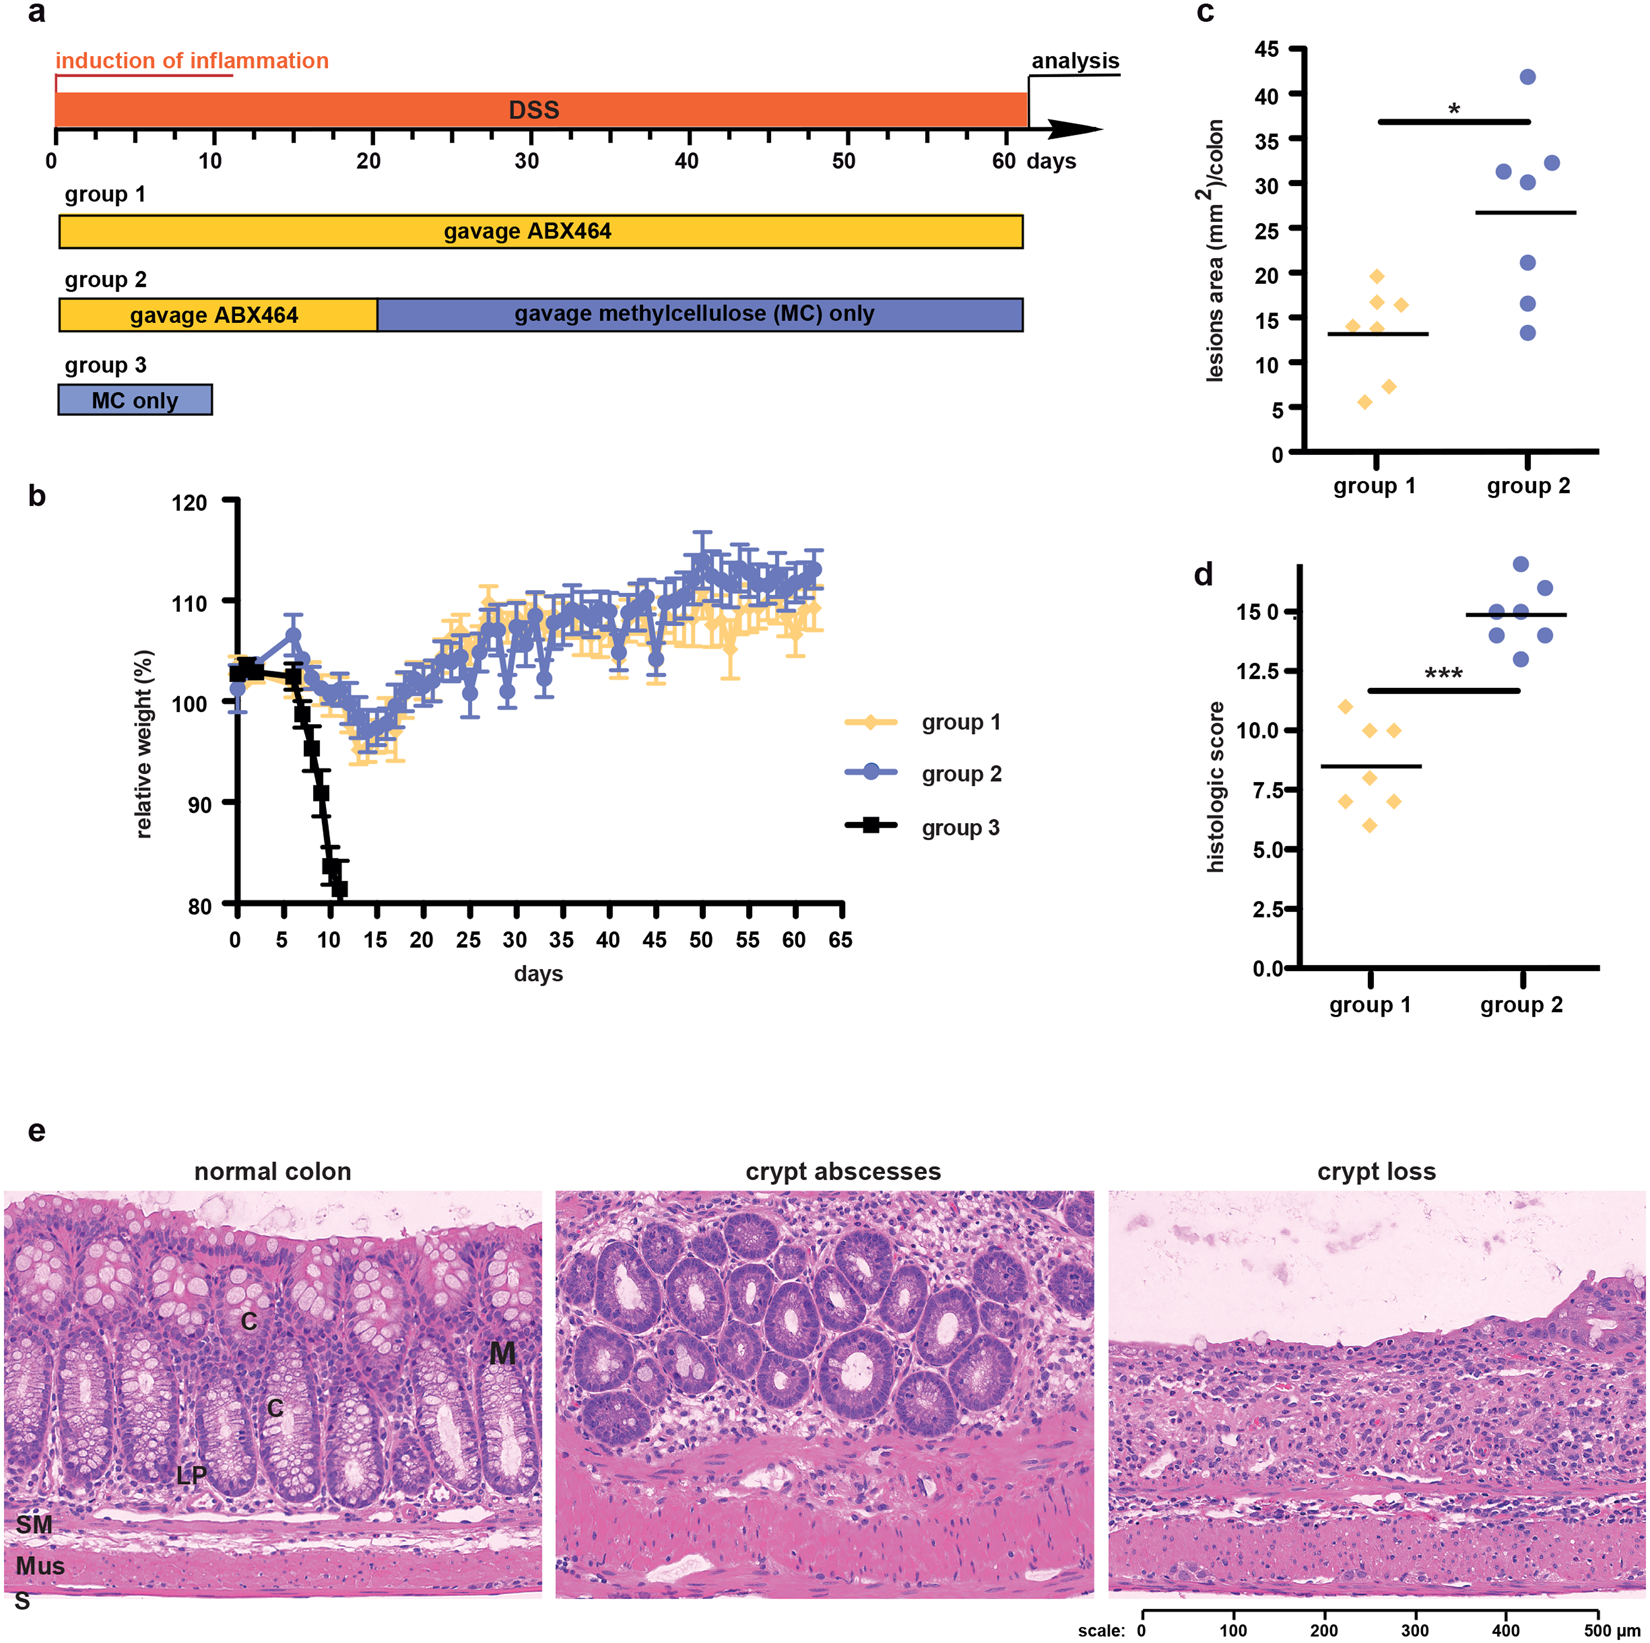 a
induction of inflammation
analysis
DSS
0 10 20 30 40 50 60 days
group 1
gavage ABX464
group 2
gavage ABX464 gavage methylcellulose (MC) only
group 3
MC only
b
120
110
100
90
80
relative weight (%)
0 5 10 15 20 25 30 35 40 45 50 55 60 65
days
group 1
group 2
group 3
c
45
40
35
30
25
20
15
10
5
0
lesions area (mm2)/colon
*
group 1 group 2
d
15 0
12.5
10.0
7.5
5.0
2.5
0.0
histologic score
***
group 1 group 2
e
normal colon crypt abscesses crypt loss
C
M
C
LP
SM
Mus
S
scale: 0 100 200 300 400 500 µm